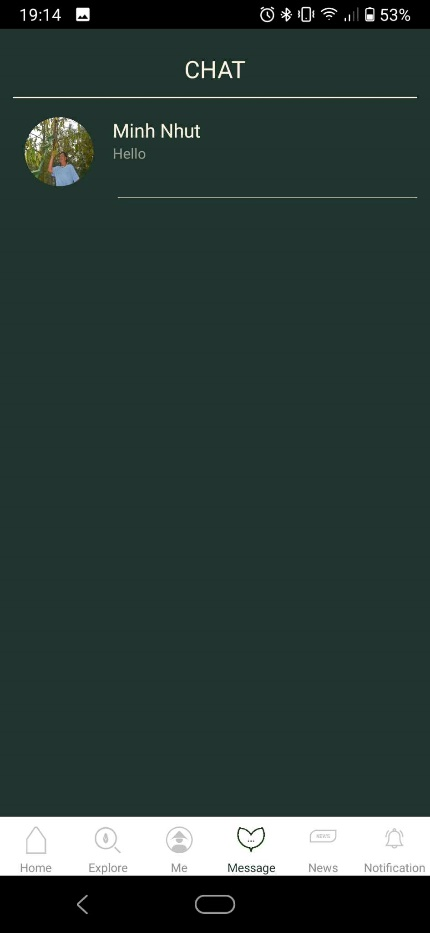 19:14 53%
CHAT
Minh Nhut
Hello
NEWS
Home Explore Me Message News Notification